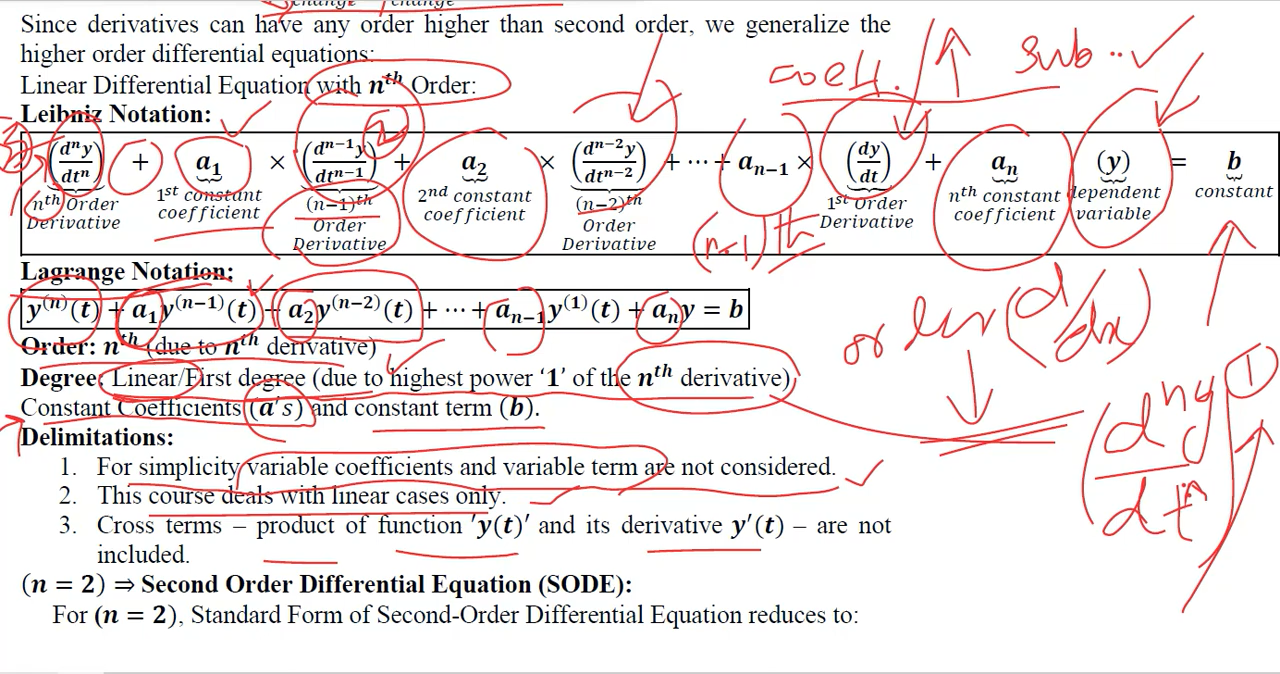 Since derivatives can have any order higher than second order, we generalize the
higher order differential equations:
Linear Differential Equation with nᵗʰ Order:
coeff. sub..
Leibniz Notation:
(dⁿy/dtⁿ) + a₁ × (dⁿ⁻¹y/dtⁿ⁻¹) + a₂ × (dⁿ⁻²y/dtⁿ⁻²) + ⋯ + aₙ₋₁ × (dy/dt) + aₙ (y) = b
nᵗʰ Order Derivative 1ˢᵗ constant coefficient (n−1)ᵗʰ Order Derivative 2ⁿᵈ constant coefficient (n−2)ᵗʰ Order Derivative 1ˢᵗ Order Derivative nᵗʰ constant coefficient dependent variable constant
(n-1)th
Lagrange Notation:
y⁽ⁿ⁾(t) + a₁y⁽ⁿ⁻¹⁾(t) + a₂y⁽ⁿ⁻²⁾(t) + ⋯ + aₙ₋₁y⁽¹⁾(t) + aₙy = b
Order: nᵗʰ (due to nᵗʰ derivative)
Degree: Linear/First degree (due to highest power '1' of the nᵗʰ derivative)
Constant Coefficients (a's) and constant term (b).
(dⁿy/dtⁿ) 1
Delimitations:
1. For simplicity variable coefficients and variable term are not considered.
2. This course deals with linear cases only.
3. Cross terms – product of function 'y(t)' and its derivative y′(t) – are not
included.
(n = 2) ⇒ Second Order Differential Equation (SODE):
For (n = 2), Standard Form of Second-Order Differential Equation reduces to: